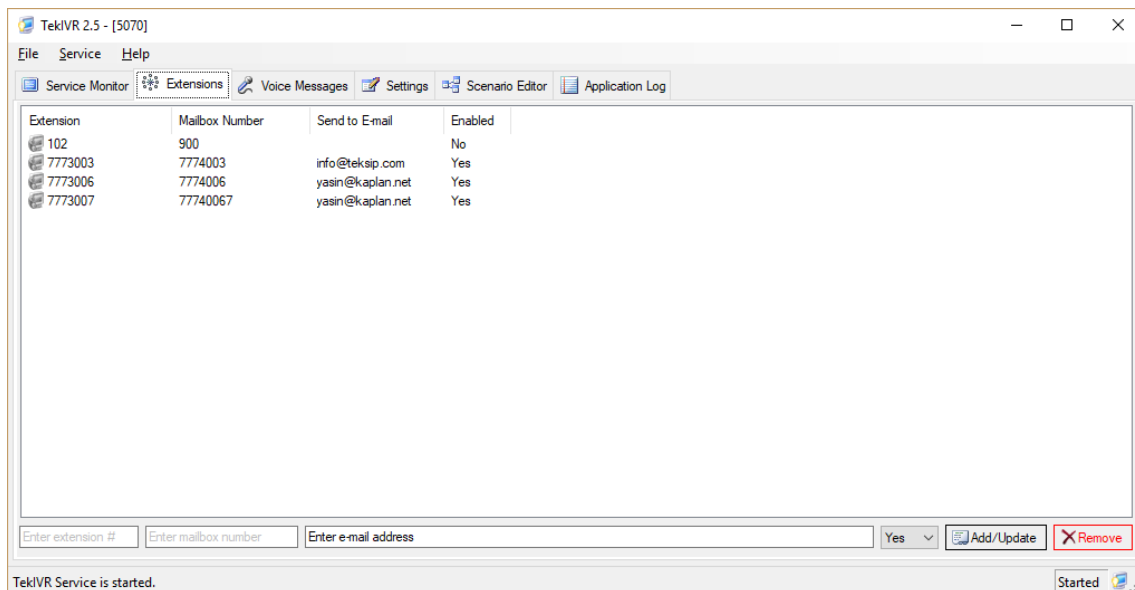 TekIVR 2.5 - [5070]
File Service Help
Service Monitor Extensions Voice Messages Settings Scenario Editor Application Log
Extension Mailbox Number Send to E-mail Enabled
102 900 No
7773003 7774003 info@teksip.com Yes
7773006 7774006 yasin@kaplan.net Yes
7773007 77740067 yasin@kaplan.net Yes
Enter extension # Enter mailbox number Enter e-mail address Yes Add/Update Remove
TekIVR Service is started. Started